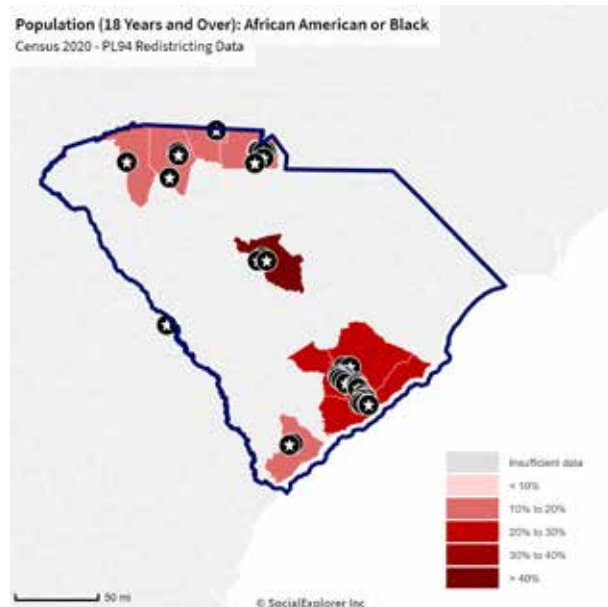 Population (18 Years and Over): African American or Black
Census 2020 - PL94 Redistricting Data
Insufficient data
< 10%
10% to 20%
20% to 30%
30% to 40%
> 40%
50 mi
© SocialExplorer Inc